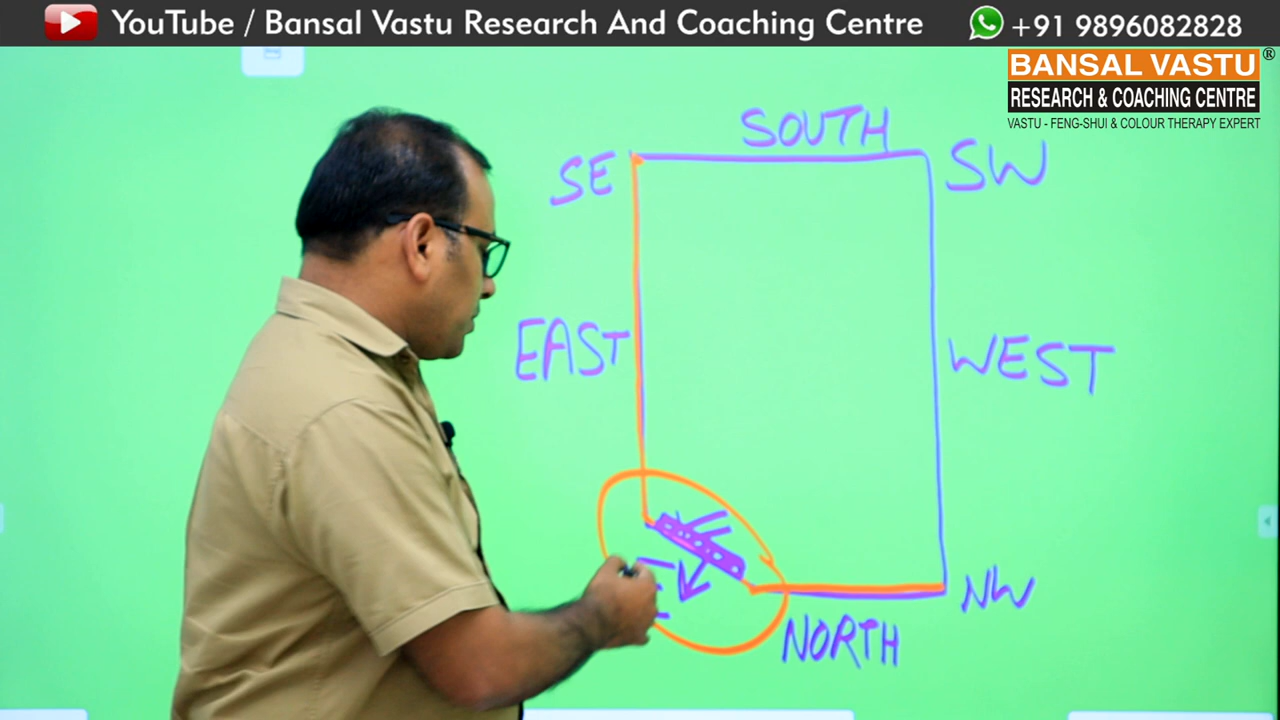 YouTube / Bansal Vastu Research And Coaching Centre
+91 9896082828
BANSAL VASTU®
RESEARCH & COACHING CENTRE
VASTU - FENG-SHUI & COLOUR THERAPY EXPERT
SOUTH
SE
SW
EAST
WEST
NW
NORTH